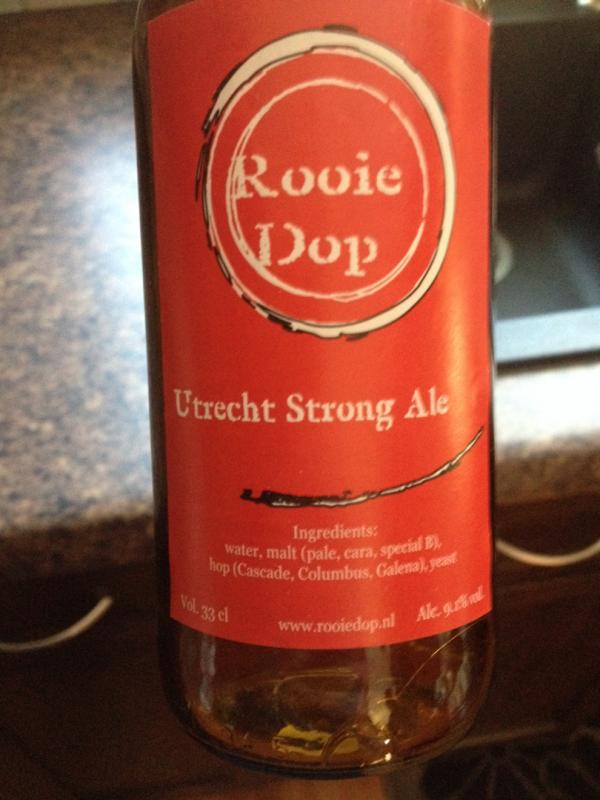 Rooie
Dop
Utrecht Strong Ale
Ingredients:
water, malt (pale, cara, special B),
hop (Cascade, Columbus, Galena), yeast
Vol. 33 cl www.rooiedop.nl Alc. 9.1% vol.